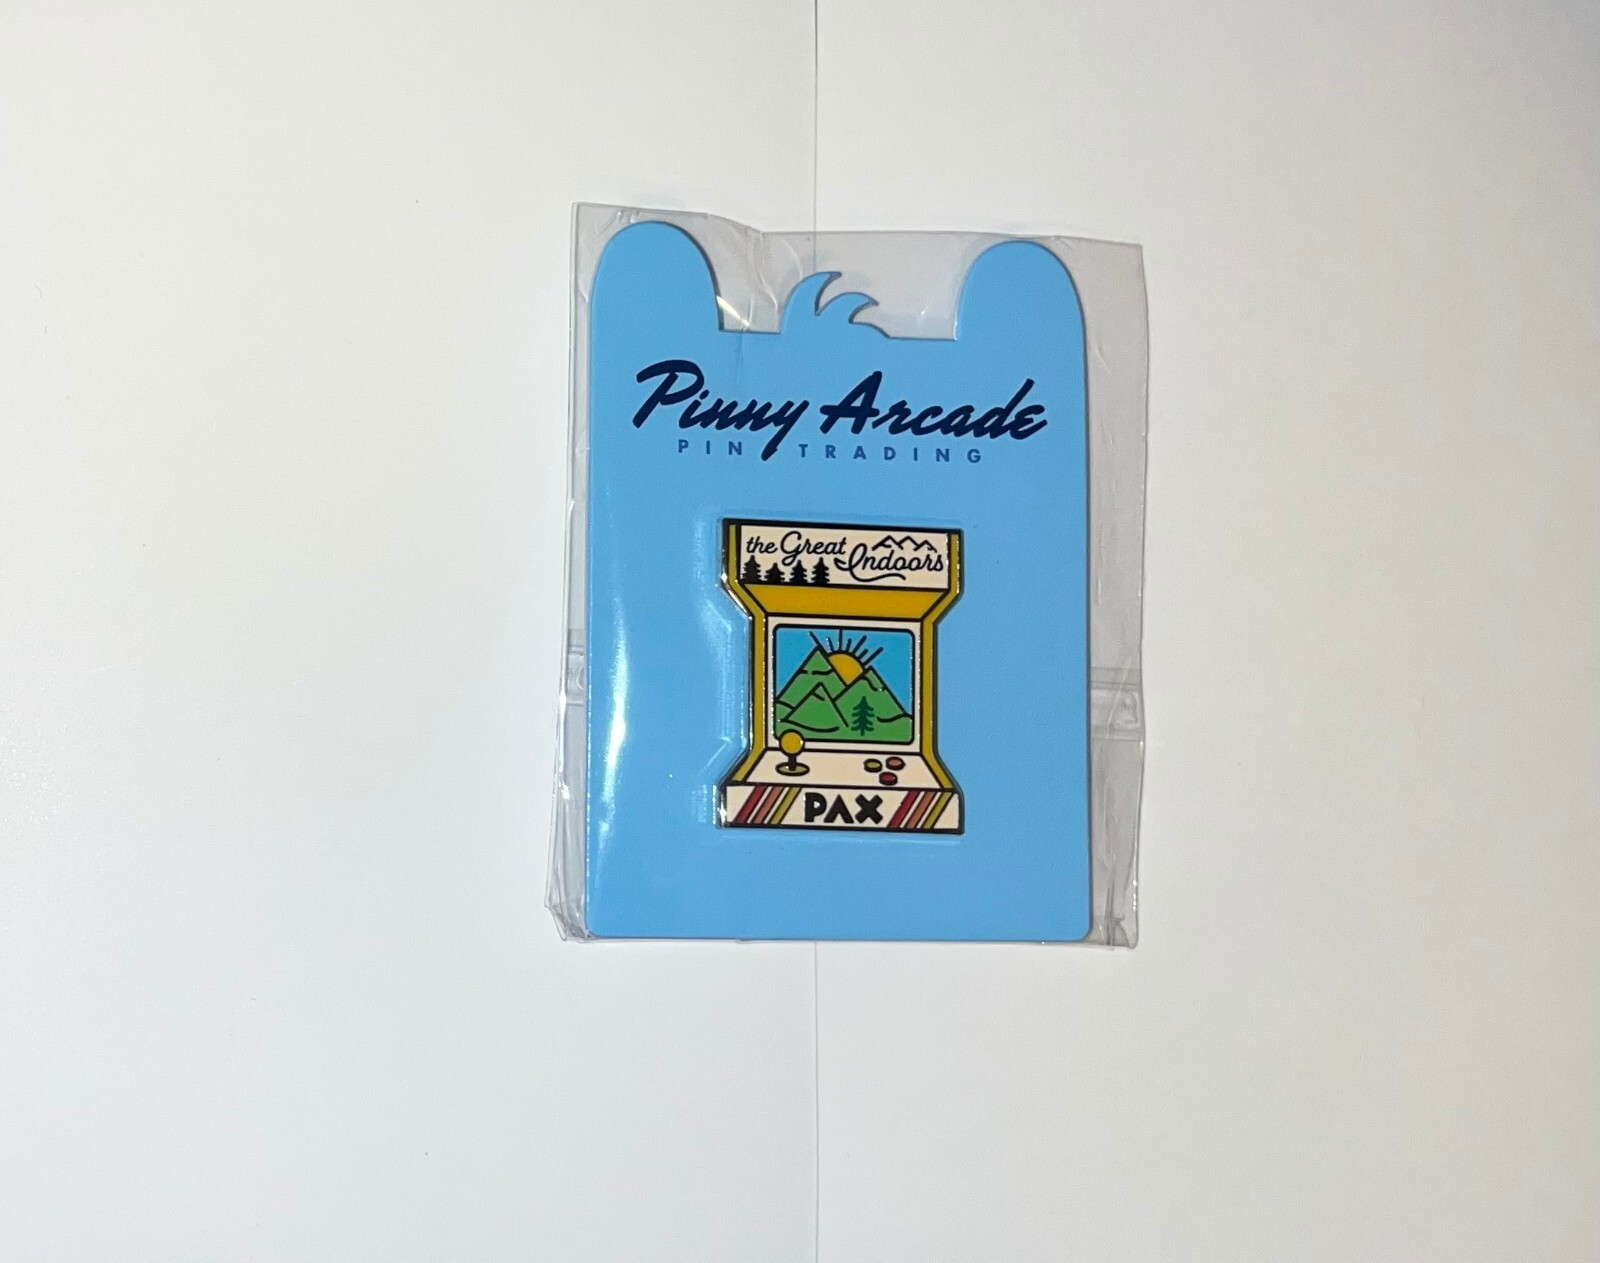 Pinny Arcade
PIN TRADING
the Great Indoors
PAX